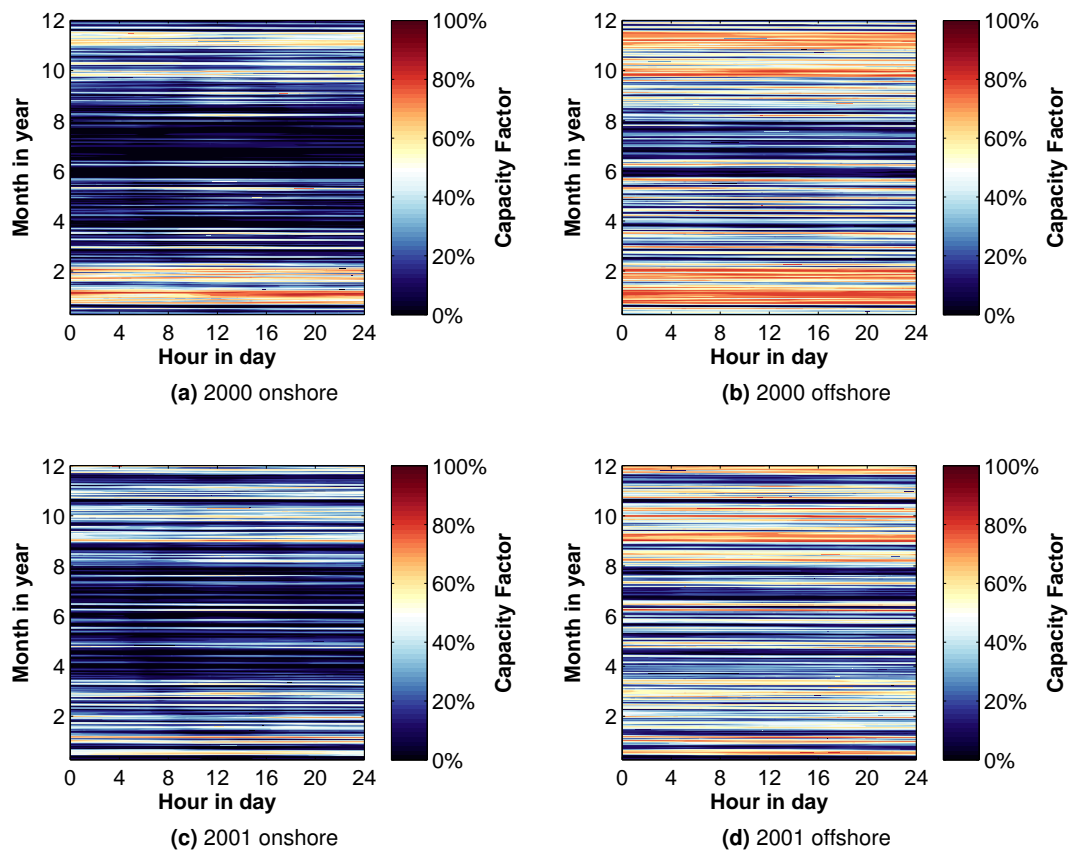 12
10
8
6
4
2
Month in year
0 4 8 12 16 20 24
Hour in day
100%
80%
60%
40%
20%
0%
Capacity Factor
(a) 2000 onshore
12
10
8
6
4
2
Month in year
0 4 8 12 16 20 24
Hour in day
100%
80%
60%
40%
20%
0%
Capacity Factor
(b) 2000 offshore
12
10
8
6
4
2
Month in year
0 4 8 12 16 20 24
Hour in day
100%
80%
60%
40%
20%
0%
Capacity Factor
(c) 2001 onshore
12
10
8
6
4
2
Month in year
0 4 8 12 16 20 24
Hour in day
100%
80%
60%
40%
20%
0%
Capacity Factor
(d) 2001 offshore